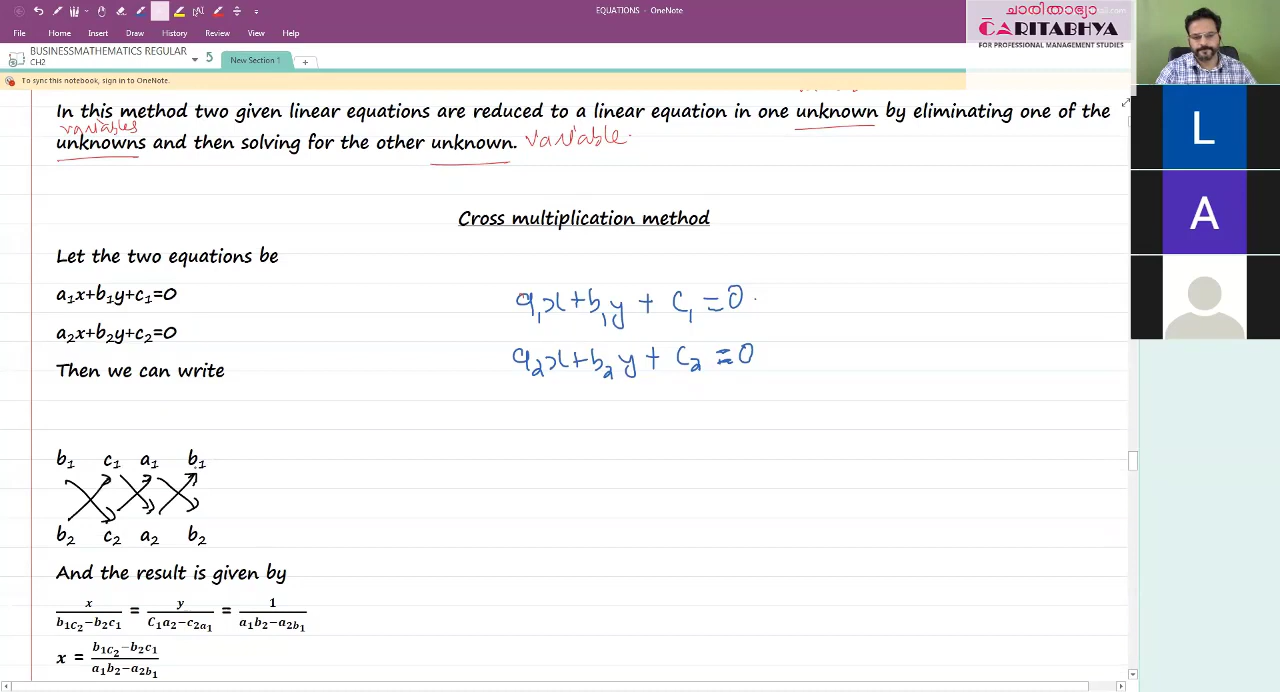 EQUATIONS - OneNote
File Home Insert Draw History Review View Help
ചാരിതാഭ്യാ
CARITABHYA
FOR PROFESSIONAL MANAGEMENT STUDIES
BUSINESSMATHEMATICS REGULAR
CH2
New Section 1
To sync this notebook, sign in to OneNote.
In this method two given linear equations are reduced to a linear equation in one unknown by eliminating one of the
variables
unknowns and then solving for the other unknown. variable.
Cross multiplication method
Let the two equations be
a₁x+b₁y+c₁=0
a₁x+b₁y + c₁ =0
a₂x+b₂y+c₂=0
a₂x+b₂y + c₂ =0
Then we can write
b₁ c₁ a₁ b₁
b₂ c₂ a₂ b₂
And the result is given by
x/(b₁c₂−b₂c₁) = y/(C₁a₂−c₂a₁) = 1/(a₁b₂−a₂b₁)
x = (b₁c₂−b₂c₁)/(a₁b₂−a₂b₁)
L
A